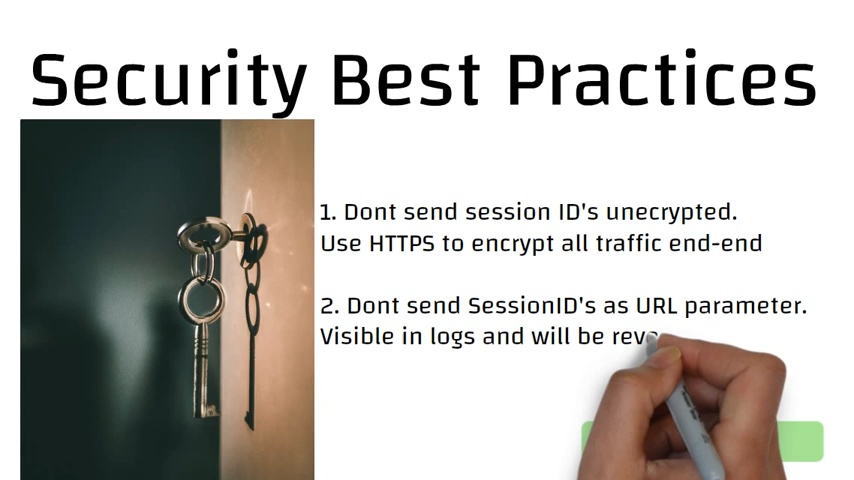 Security Best Practices
1. Dont send session ID's unecrypted.
Use HTTPS to encrypt all traffic end-end
2. Dont send SessionID's as URL parameter.
Visible in logs and will be